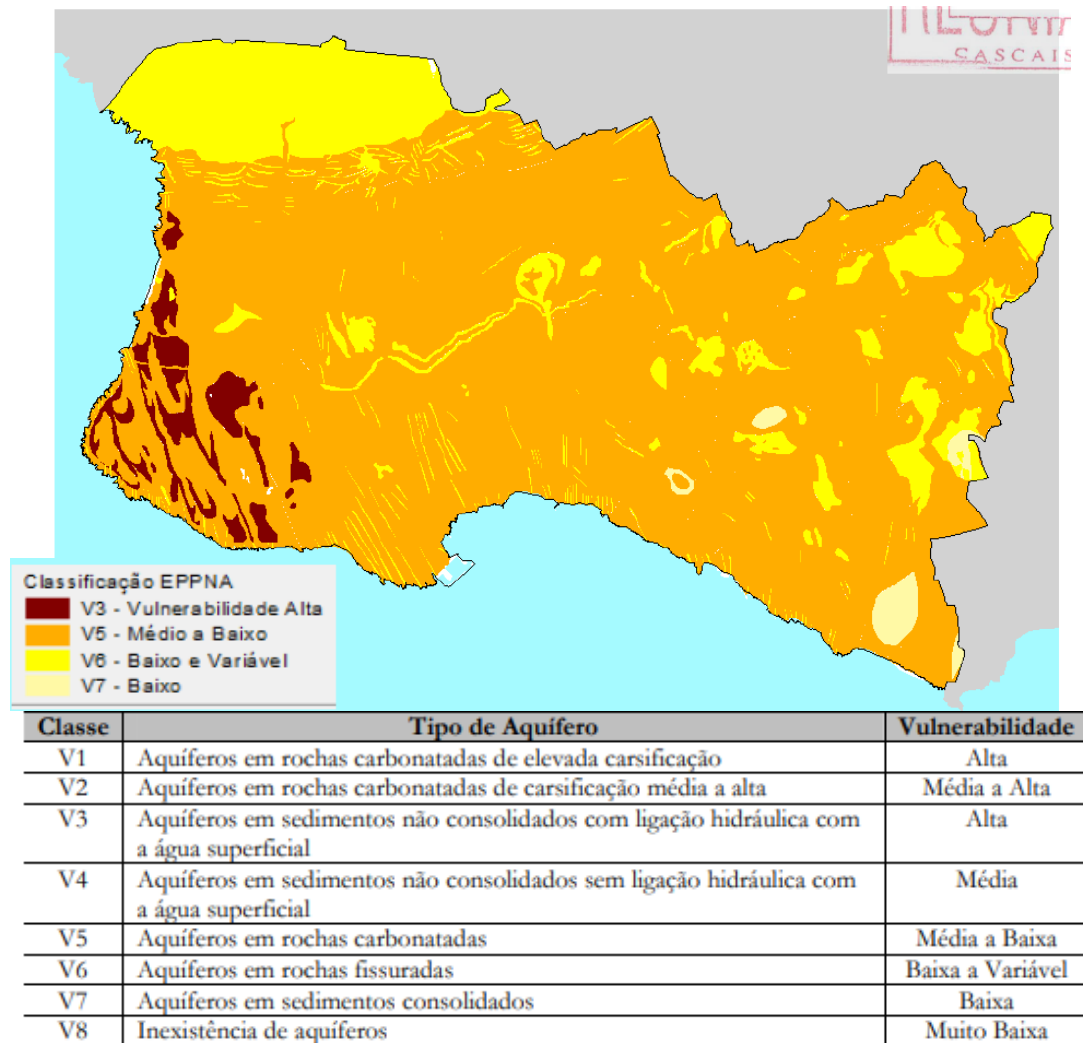 CASCAIS
Classificação EPPNA
V3 - Vulnerabilidade Alta
V5 - Médio a Baixo
V6 - Baixo e Variável
V7 - Baixo
Classe Tipo de Aquífero Vulnerabilidade
V1 Aquíferos em rochas carbonatadas de elevada carsificação Alta
V2 Aquíferos em rochas carbonatadas de carsificação média a alta Média a Alta
V3 Aquíferos em sedimentos não consolidados com ligação hidráulica com Alta
a água superficial
V4 Aquíferos em sedimentos não consolidados sem ligação hidráulica com Média
a água superficial
V5 Aquíferos em rochas carbonatadas Média a Baixa
V6 Aquíferos em rochas fissuradas Baixa a Variável
V7 Aquíferos em sedimentos consolidados Baixa
V8 Inexistência de aquíferos Muito Baixa